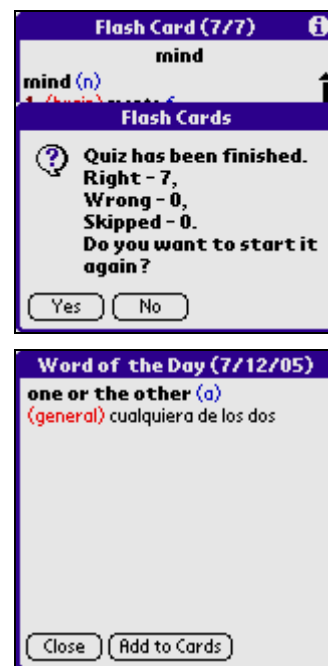 Flash Card (7/7)
mind
mind (n)
Flash Cards
Quiz has been finished.
Right - 7,
Wrong - 0,
Skipped - 0.
Do you want to start it
again?
Yes No
Word of the Day (7/12/05)
one or the other (a)
(general) cualquiera de los dos
Close Add to Cards